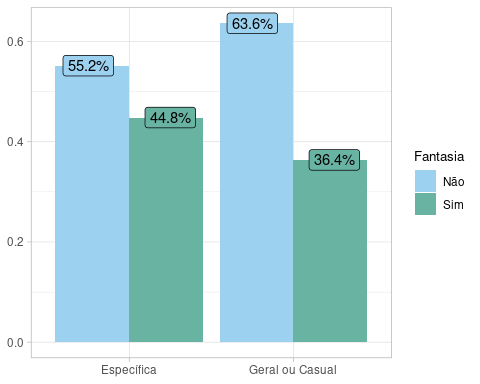 63.6%
0.6
55.2%
44.8%
0.4
36.4%
0.2
0.0
Específica
Geral ou Casual
Fantasia
Não
Sim